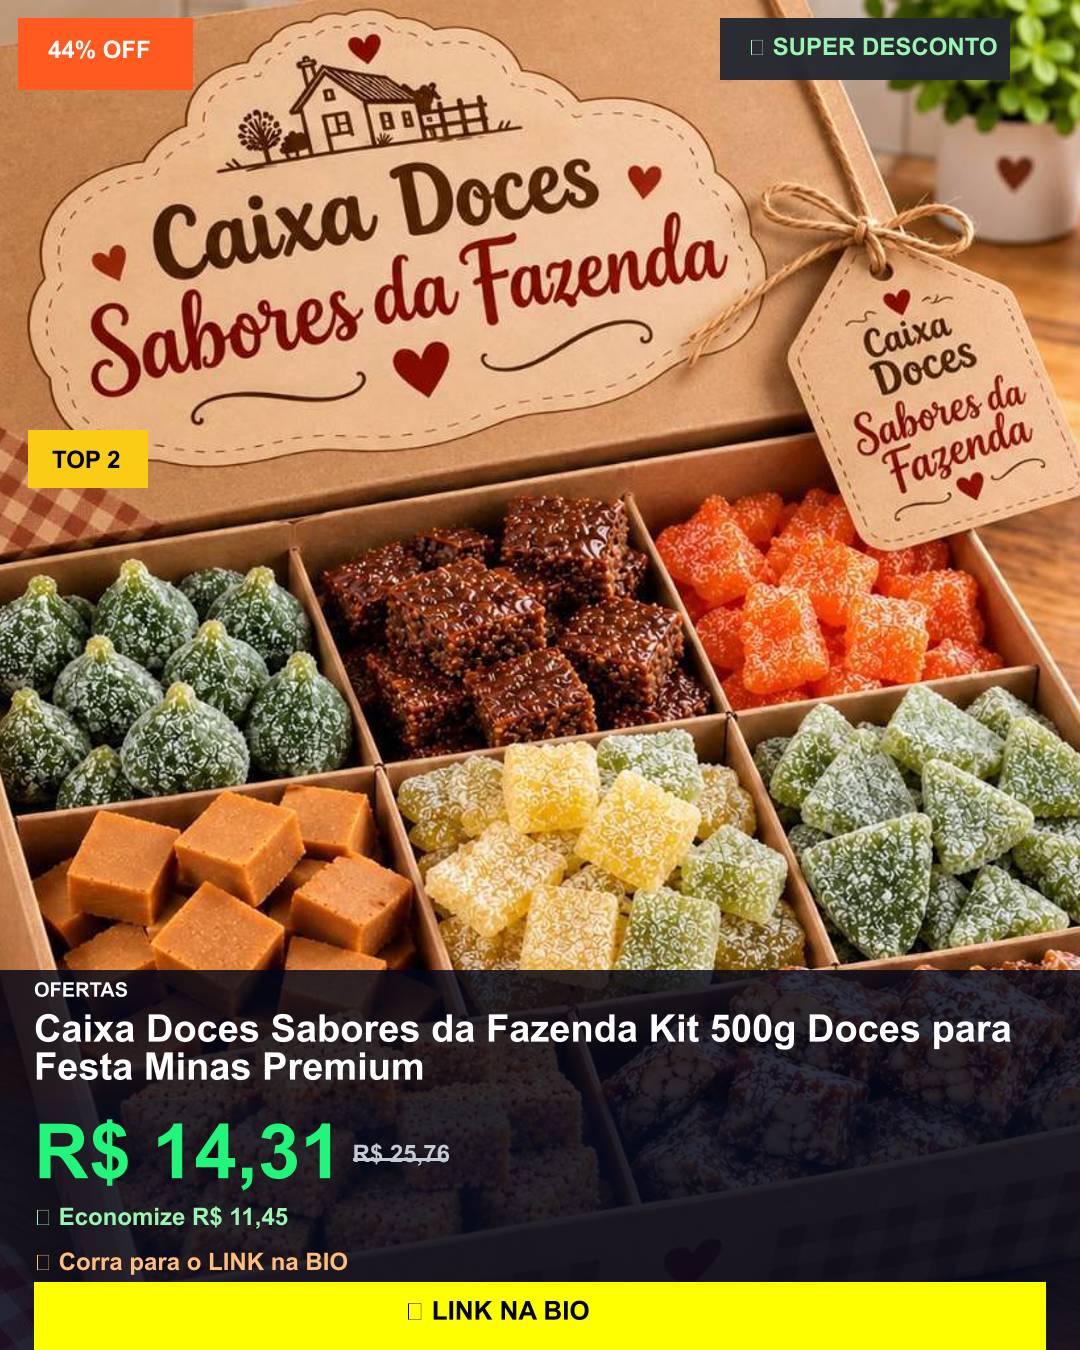 44% OFF
SUPER DESCONTO
Caixa Doces
Sabores da Fazenda
Caixa
Doces
Sabores da
Fazenda
TOP 2
OFERTAS
Caixa Doces Sabores da Fazenda Kit 500g Doces para
Festa Minas Premium
R$ 14,31 R$ 25,76
Economize R$ 11,45
Corra para o LINK na BIO
LINK NA BIO